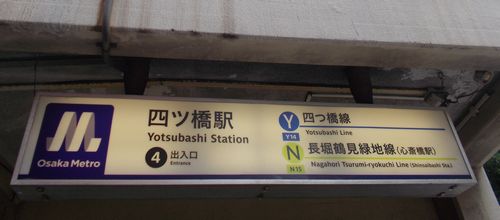 Osaka Metro
四ツ橋駅
Yotsubashi Station
4 出入口
Entrance
Y 四つ橋線
Y14 Yotsubashi Line
N 長堀鶴見緑地線(心斎橋駅)
N15 Nagahori Tsurumi-ryokuchi Line (Shinsaibashi Sta.)